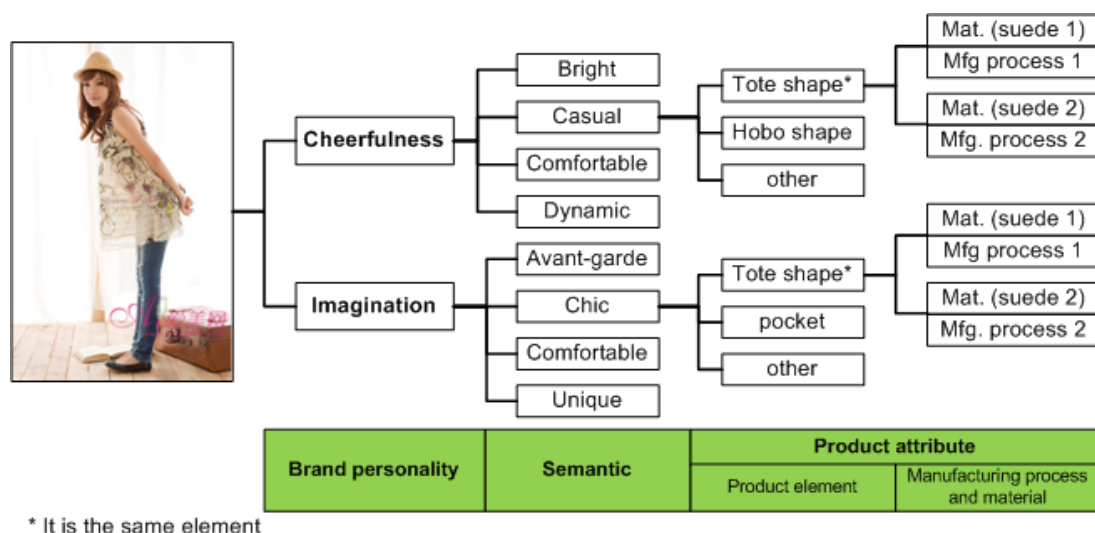 Bright
Casual
Comfortable
Dynamic
Cheerfulness
Tote shape*
Hobo shape
other
Mat. (suede 1)
Mfg process 1
Mat. (suede 2)
Mfg. process 2
Avant-garde
Chic
Comfortable
Unique
Imagination
Tote shape*
pocket
other
Mat. (suede 1)
Mfg process 1
Mat. (suede 2)
Mfg. process 2
Brand personality
Semantic
Product attribute
Product element
Manufacturing process
and material
* It is the same element